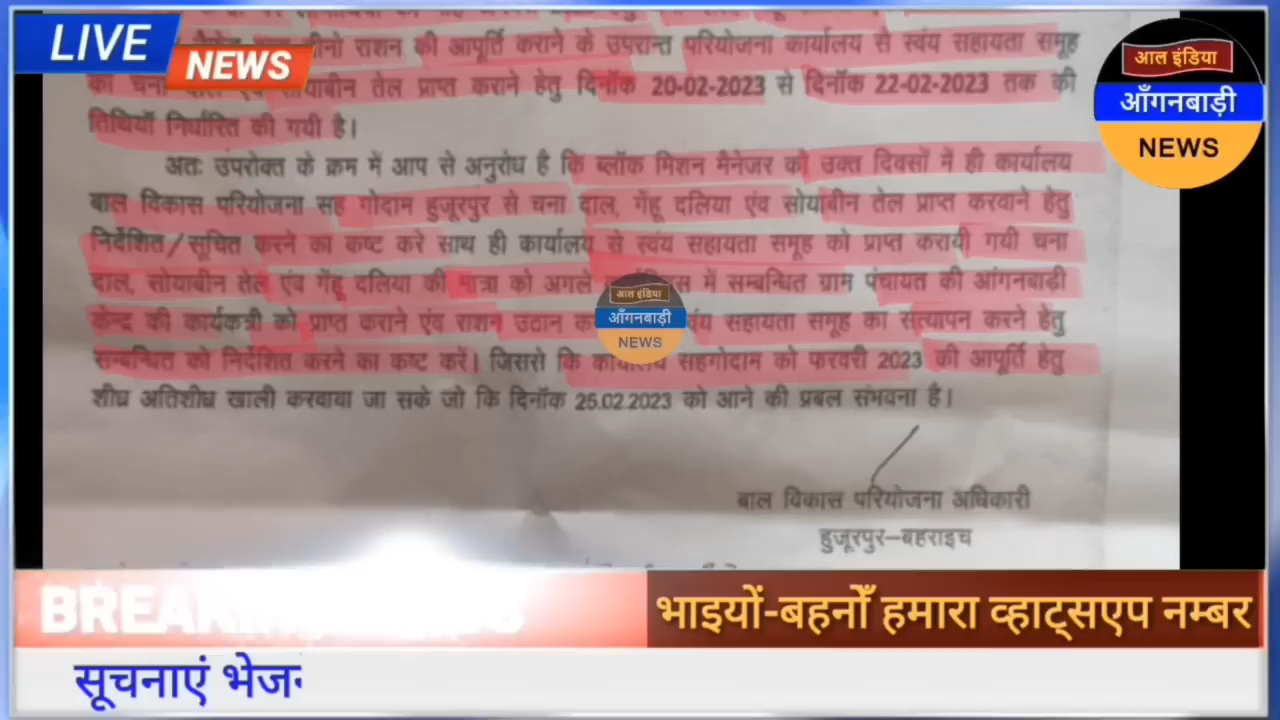 LIVE
NEWS
आल इंडिया
आँगनबाड़ी
NEWS
राशन की आपूर्ति कराने के उपरान्त परियोजना कार्यालय से स्वंय सहायता समूह
सोयाबीन तेल प्राप्त कराने हेतु दिनॉक 20-02-2023 से दिनॉक 22-02-2023 तक की
तिथियॉ निर्धारित की गयी है।
अतः उपरोक्त के क्रम में आप से अनुरोध है कि ब्लॉक मिशन मैनेजर को उक्त दिवसों में ही कार्यालय
बाल विकास परियोजना सह गोदाम हुजूरपुर से चना दाल, गेंहू दलिया एंव सोयाबीन तेल प्राप्त करवाने हेतु
निर्देशित/सूचित करने का कष्ट करे साथ ही कार्यालय से स्वंय सहायता समूह को प्राप्त करायी गयी चना
दाल, सोयाबीन तेल एंव गेंहू दलिया की मात्रा को अगले में सम्बन्धित ग्राम पंचायत की आंगनबाड़ी
केन्द्र की कार्यकत्री को प्राप्त कराने एंव राशन उठान सहायता समूह का सत्यापन करने हेतु
सम्बन्धित को निर्देशित करने का कष्ट करें। जिससे कि कार्यालय सहगोदाम को फरवरी 2023 की आपूर्ति हेतु
शीघ्र अतिशीघ्र खाली करवाया जा सके जो कि दिनॉक 25.02.2023 को आने की प्रबल संभवना है।
आल इंडिया
आँगनबाड़ी
NEWS
बाल विकास परियोजना अधिकारी
हुजूरपुर–बहराइच
भाइयों-बहनोँ हमारा व्हाट्सएप नम्बर
सूचनाएं